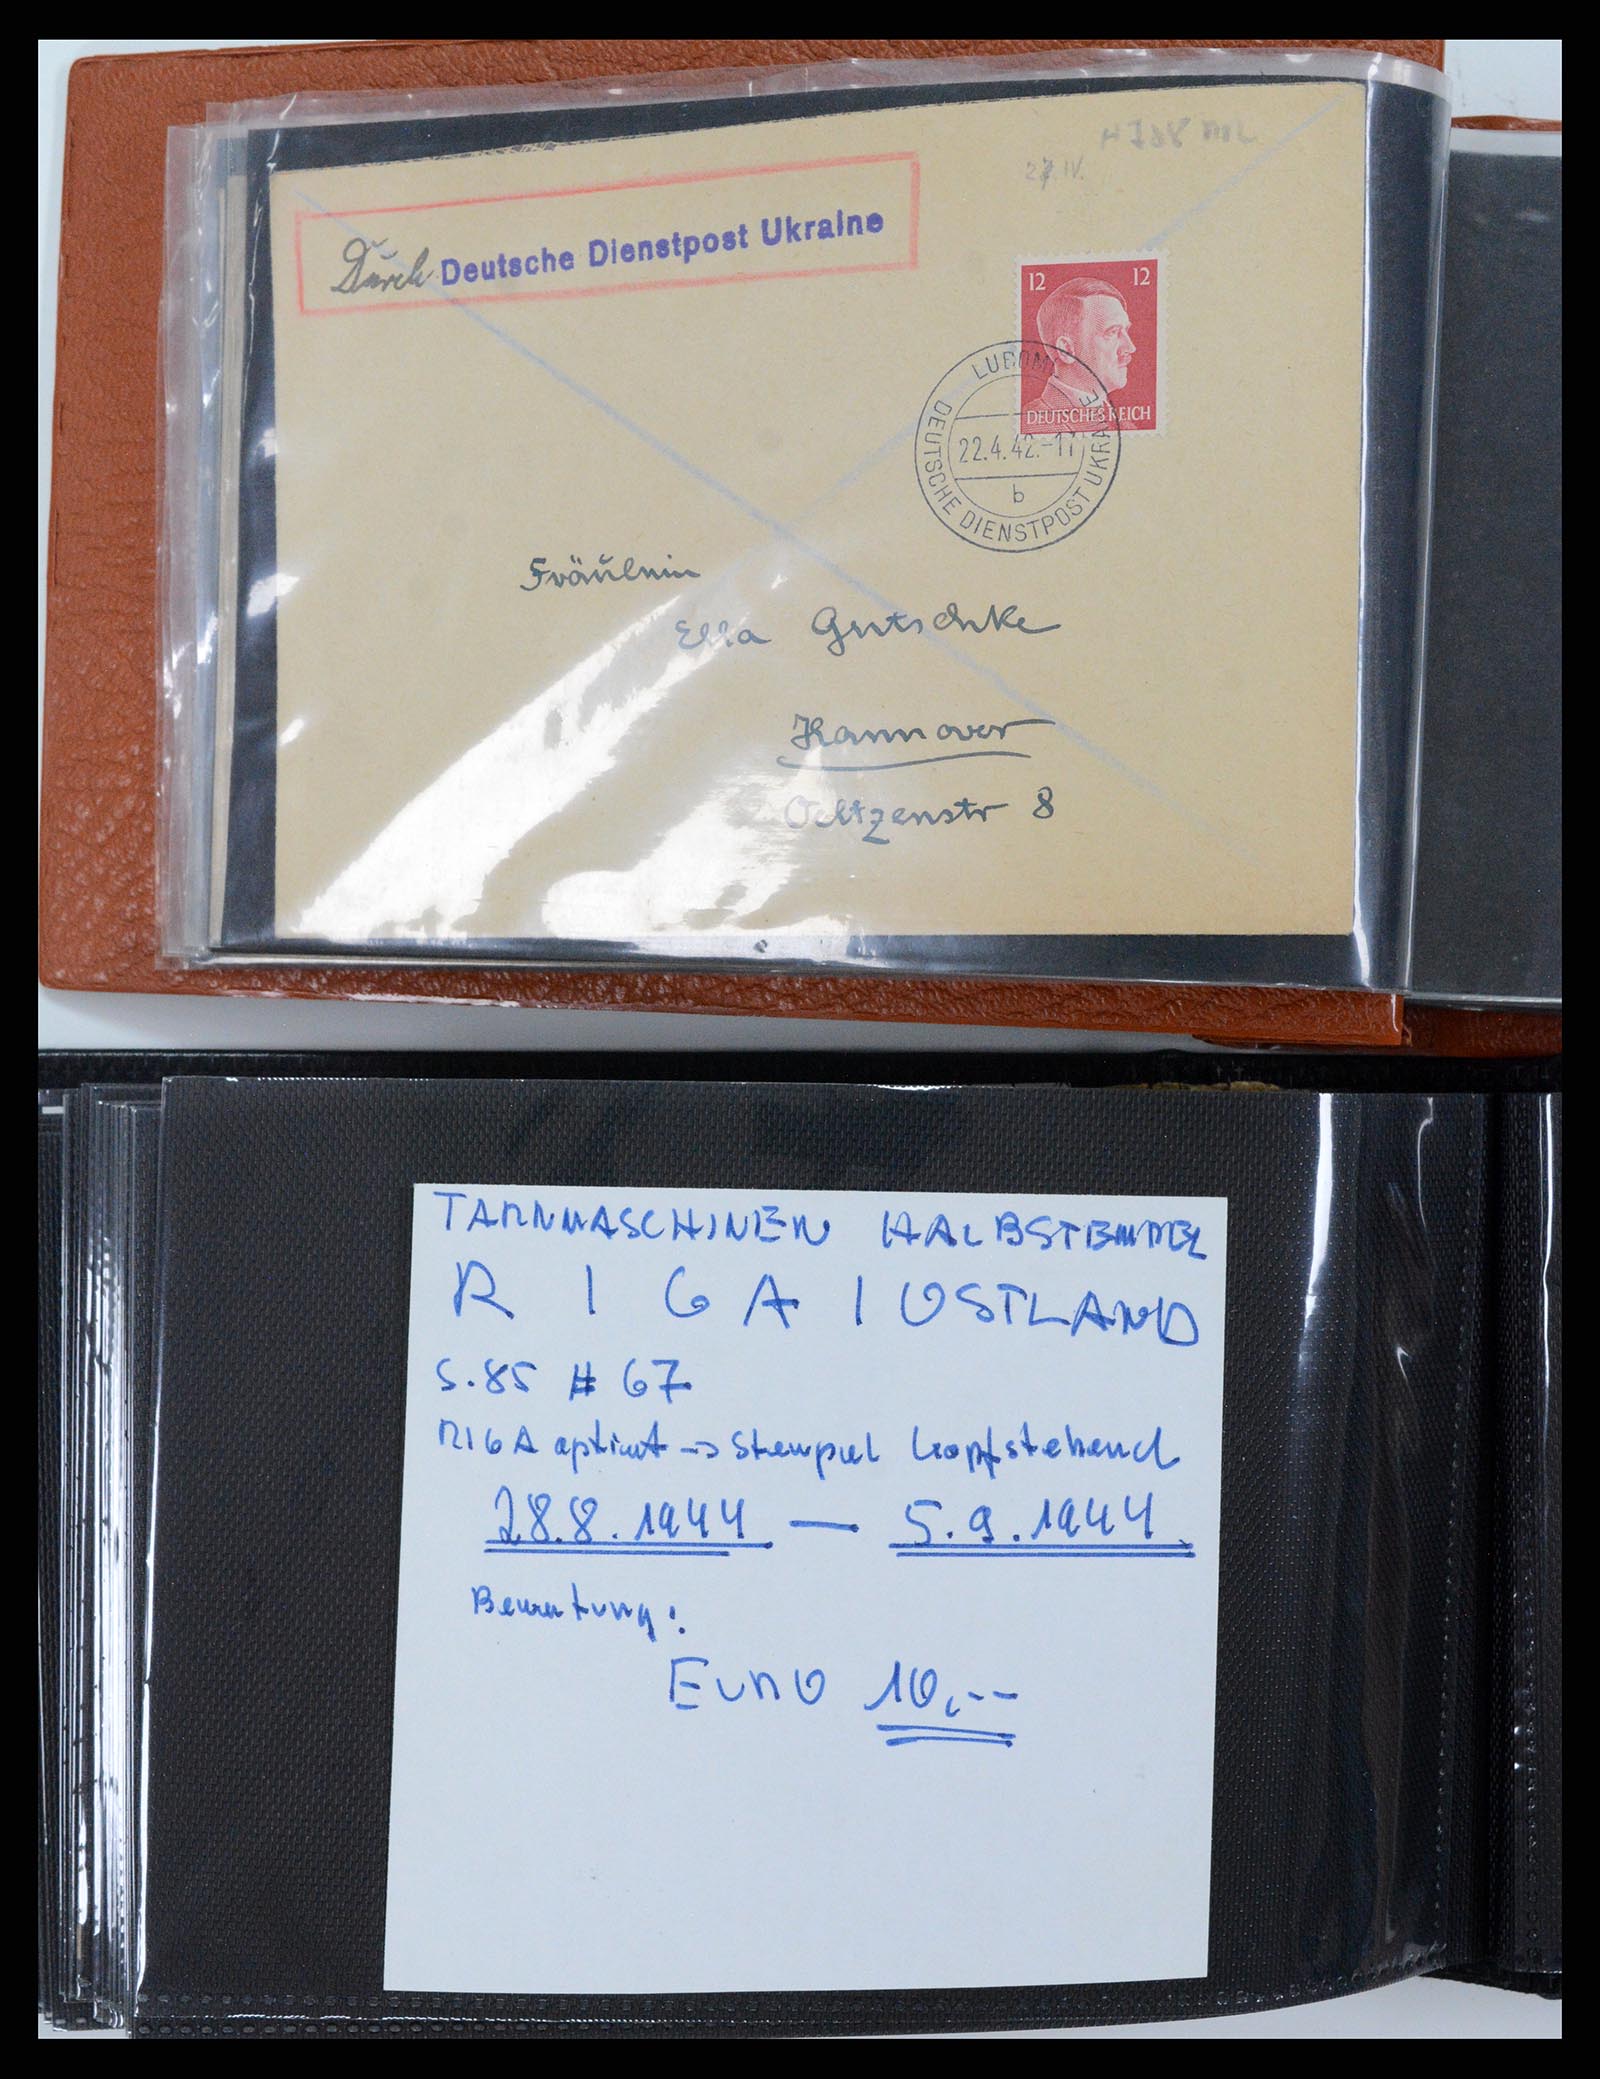 Durch Deutsche Dienstpost Ukraine
27.IV.
12 12
DEUTSCHES REICH
LUBOML
22.4.42.-17
b
DEUTSCHE DIENSTPOST UKRAINE
Fräulein
Ella Gutschke
Hannover
Oeltzenstr 8
TARNMASCHINEN HALBSTEMPEL
R I G A / OSTLAND
S.85 # 67
RIGA aptiert → Stempel kopfstehend
28.8.1944 — 5.9.1944
Bewertung:
EURO 10,--